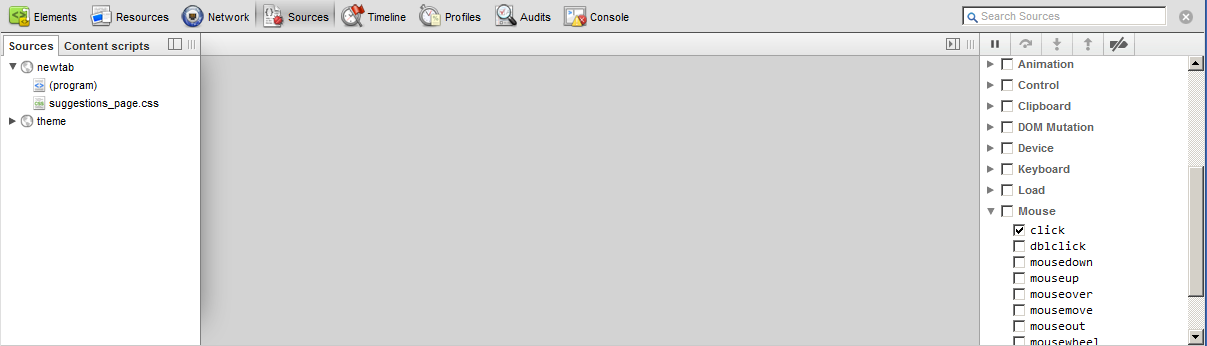 Elements Resources Network Sources Timeline Profiles Audits Console Search Sources
Sources Content scripts
newtab
(program)
suggestions_page.css
theme
Animation
Control
Clipboard
DOM Mutation
Device
Keyboard
Load
Mouse
click
dblclick
mousedown
mouseup
mouseover
mousemove
mouseout
mousewheel